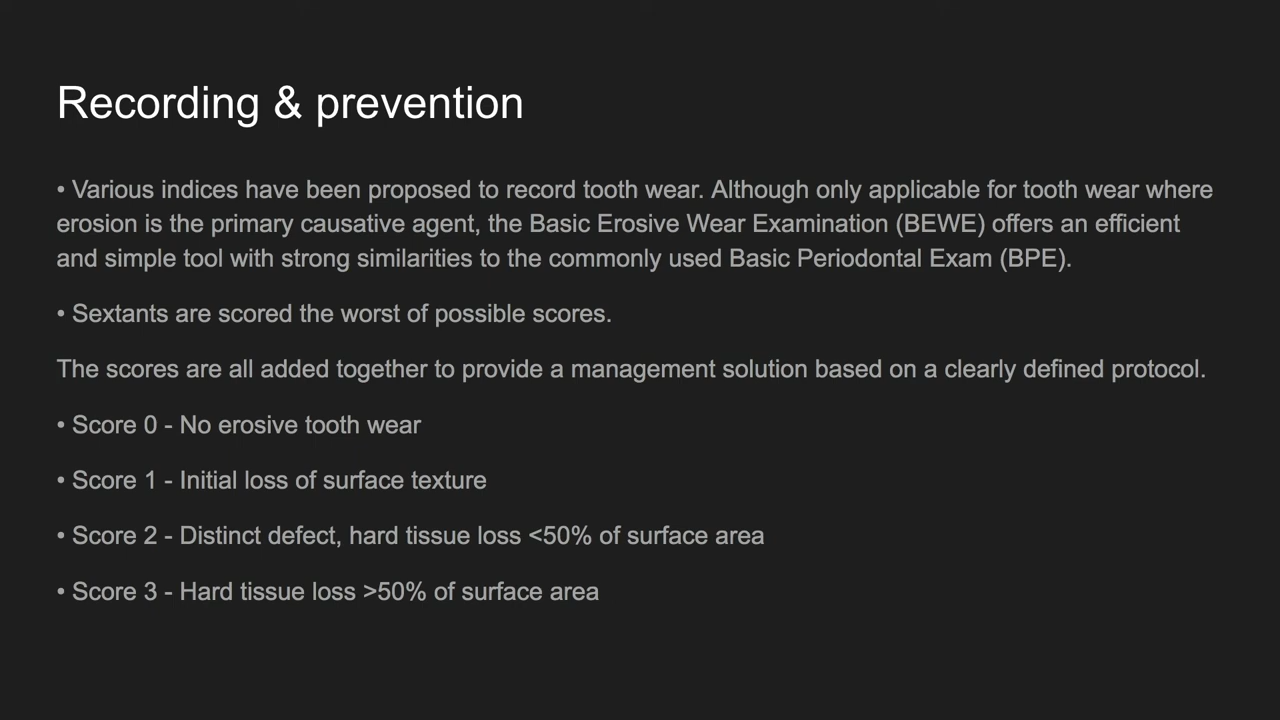 Recording & prevention
• Various indices have been proposed to record tooth wear. Although only applicable for tooth wear where
erosion is the primary causative agent, the Basic Erosive Wear Examination (BEWE) offers an efficient
and simple tool with strong similarities to the commonly used Basic Periodontal Exam (BPE).
• Sextants are scored the worst of possible scores.
The scores are all added together to provide a management solution based on a clearly defined protocol.
• Score 0 - No erosive tooth wear
• Score 1 - Initial loss of surface texture
• Score 2 - Distinct defect, hard tissue loss <50% of surface area
• Score 3 - Hard tissue loss >50% of surface area